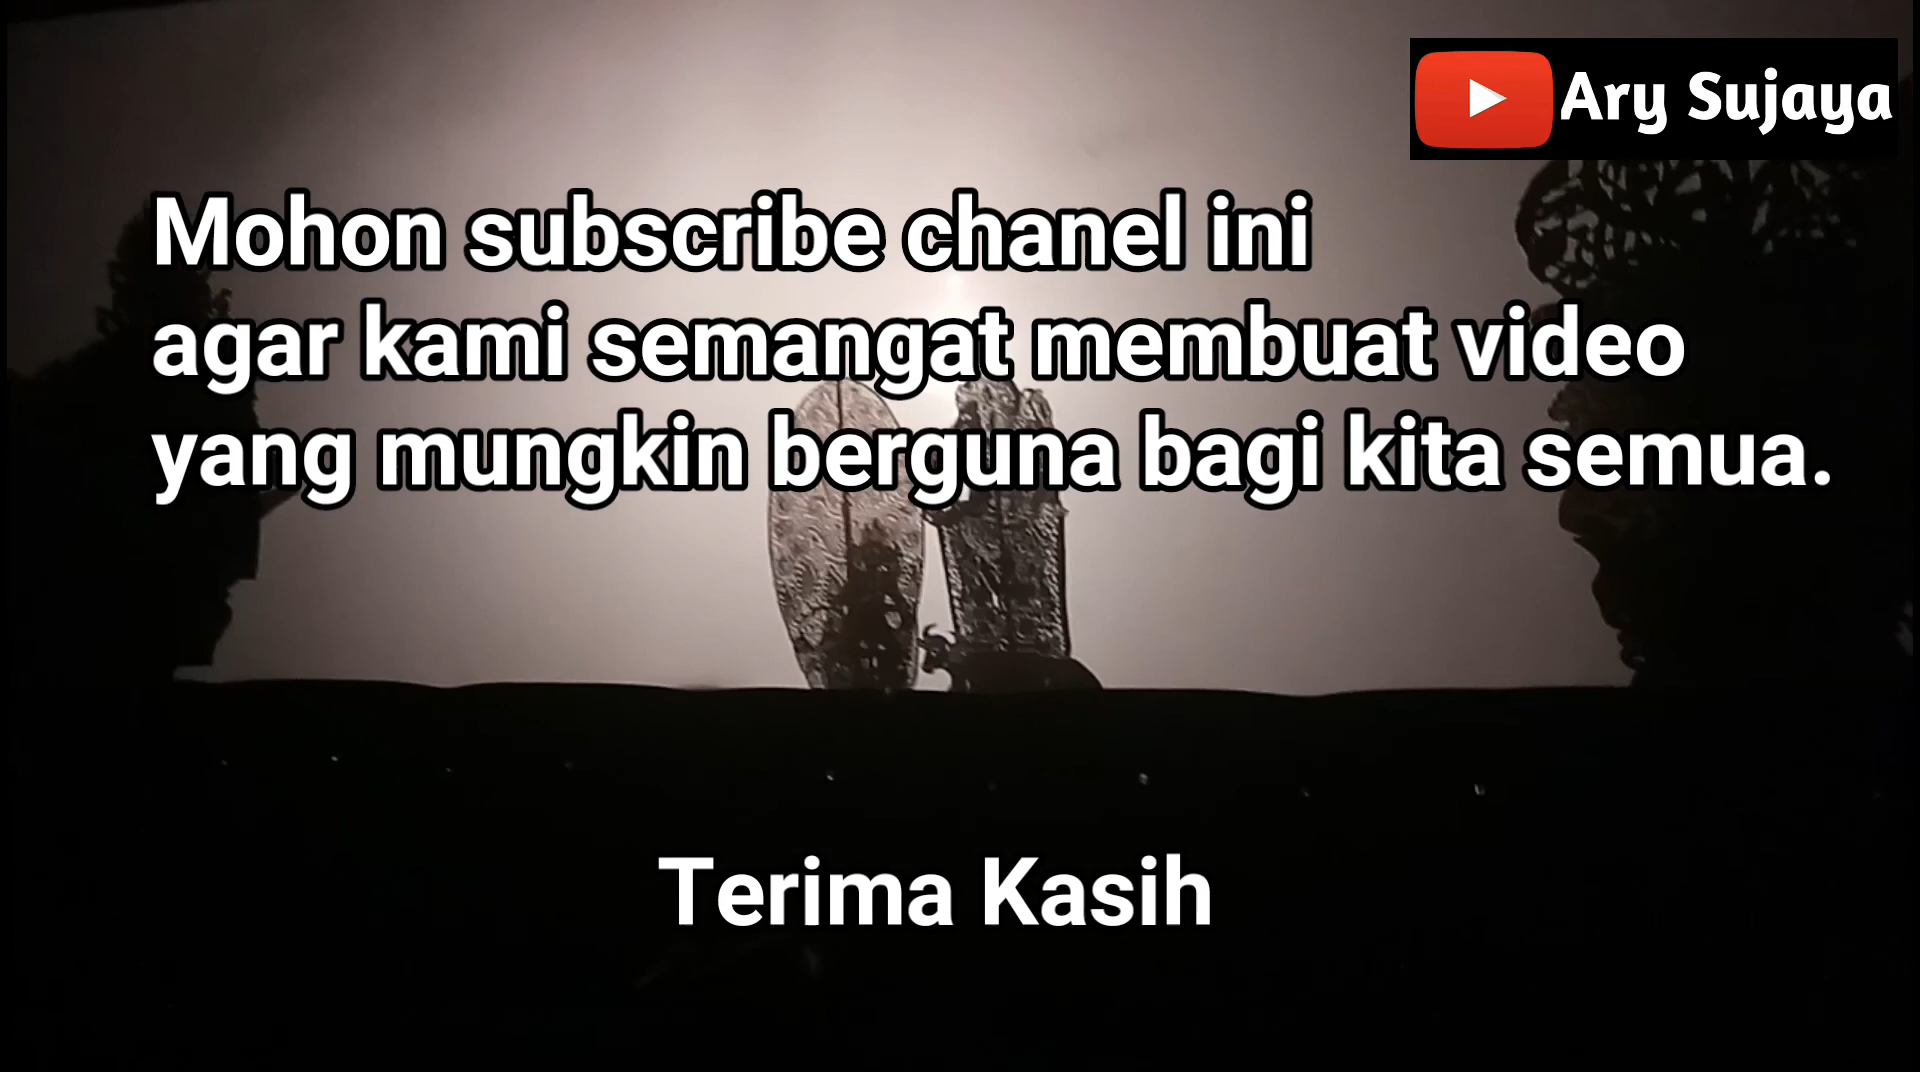 Ary Sujaya
Mohon subscribe chanel ini
agar kami semangat membuat video
yang mungkin berguna bagi kita semua.
Terima Kasih